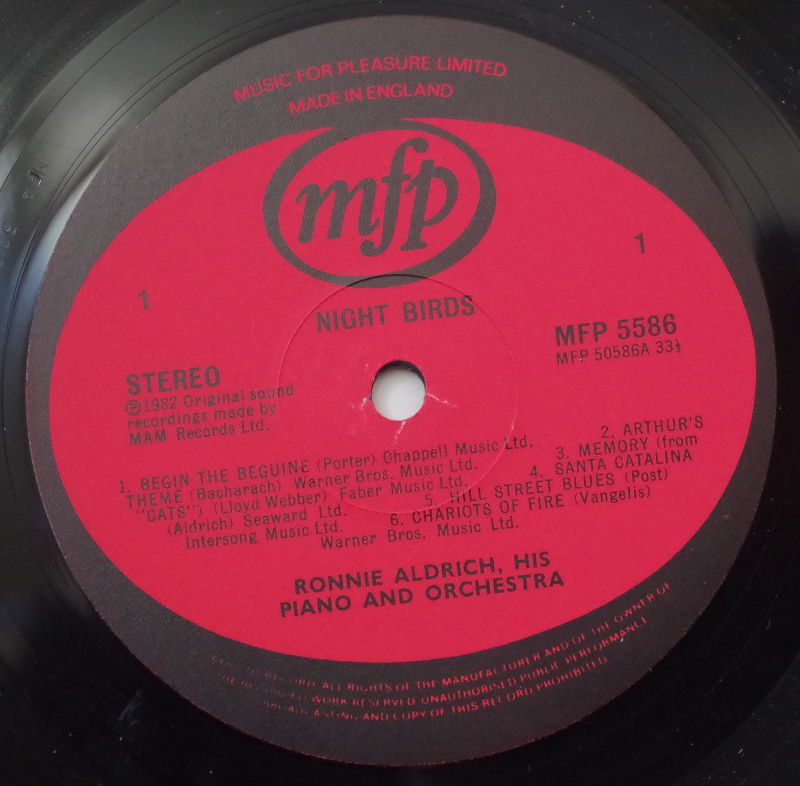 MUSIC FOR PLEASURE LIMITED
MADE IN ENGLAND
mfp
1
1
NIGHT BIRDS
STEREO
℗1982 Original sound
recordings made by
MAM Records Ltd.
MFP 5586
MFP 50586A 33⅓
1. BEGIN THE BEGUINE (Porter) Chappell Music Ltd. 2. ARTHUR'S
THEME (Bacharach) Warner Bros. Music Ltd. 3. MEMORY (from
"CATS") (Lloyd Webber) Faber Music Ltd. 4. SANTA CATALINA
(Aldrich) Seaward Ltd. 5. HILL STREET BLUES (Post)
Intersong Music Ltd. 6. CHARIOTS OF FIRE (Vangelis)
Warner Bros. Music Ltd.
RONNIE ALDRICH, HIS
PIANO AND ORCHESTRA
RECORD ALL RIGHTS OF THE MANUFACTURER AND OF THE OWNER OF
THE RECORDED WORK RESERVED UNAUTHORISED PUBLIC PERFORMANCE
AND COPY OF THIS RECORD PROHIBITED